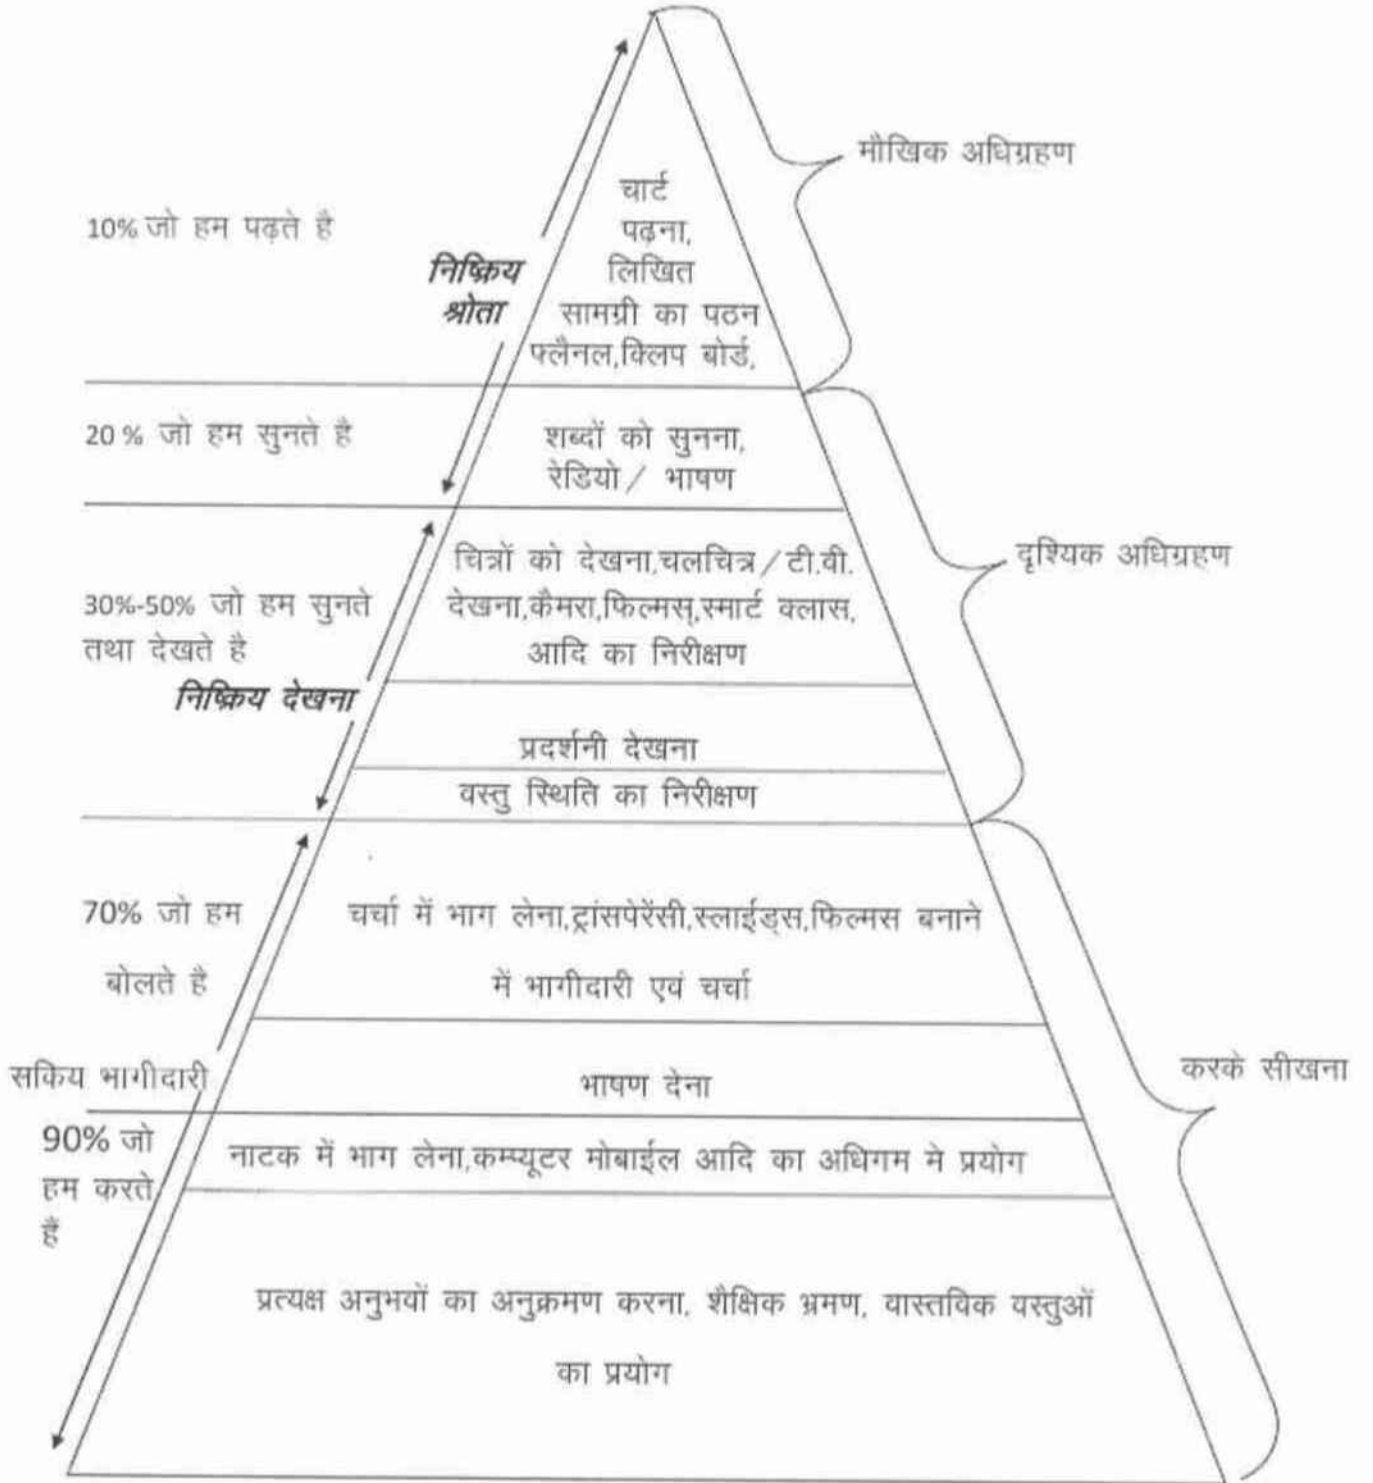 मौखिक अधिग्रहण
चार्ट
10% जो हम पढ़ते है
पढ़ना,
निष्क्रिय
लिखित
श्रोता
सामग्री का पठन
फ्लैनल,क्लिप बोर्ड,
20 % जो हम सुनते है
शब्दों को सुनना,
रेडियो / भाषण
दृश्यिक अधिग्रहण
चित्रों को देखना,चलचित्र / टी.वी.
30%-50% जो हम सुनते
देखना,कैमरा,फिल्मस्,स्मार्ट क्लास,
तथा देखते है
आदि का निरीक्षण
निष्क्रिय देखना
प्रदर्शनी देखना
वस्तु स्थिति का निरीक्षण
70% जो हम
चर्चा में भाग लेना,ट्रांसपेरेंसी,स्लाईड्स,फिल्मस बनाने
बोलते है
में भागीदारी एवं चर्चा
सकिय भागीदारी
भाषण देना
करके सीखना
90% जो
हम करते
हैं
नाटक में भाग लेना,कम्प्यूटर मोबाईल आदि का अधिगम मे प्रयोग
प्रत्यक्ष अनुभवों का अनुक्रमण करना, शैक्षिक भ्रमण, वास्तविक वस्तुओं
का प्रयोग